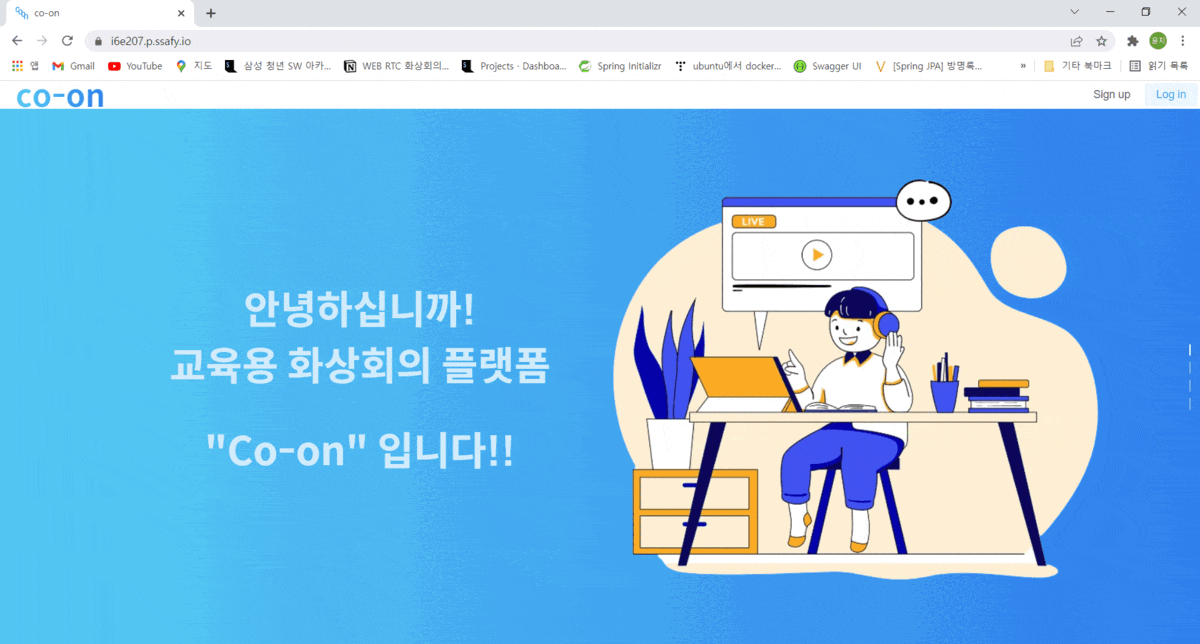 co-on
i6e207.p.ssafy.io
윤지
앱 Gmail YouTube 지도 삼성 청년 SW 아카... WEB RTC 화상회의... Projects · Dashboa... Spring Initializr ubuntu에서 docker... Swagger UI [Spring JPA] 방명록... » 기타 북마크 읽기 목록
co-on Sign up Log in
LIVE
안녕하십니까!
교육용 화상회의 플랫폼
"Co-on" 입니다!!